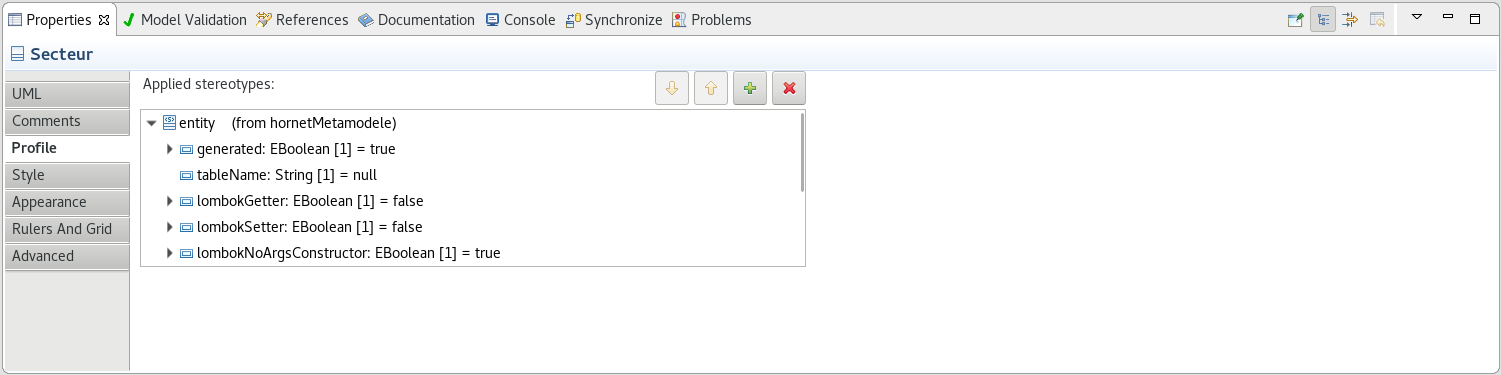 Properties Model Validation References Documentation Console Synchronize Problems
Secteur
Applied stereotypes:
UML
Comments
Profile
Style
Appearance
Rulers And Grid
Advanced
entity (from hornetMetamodele)
generated: EBoolean [1] = true
tableName: String [1] = null
lombokGetter: EBoolean [1] = false
lombokSetter: EBoolean [1] = false
lombokNoArgsConstructor: EBoolean [1] = true